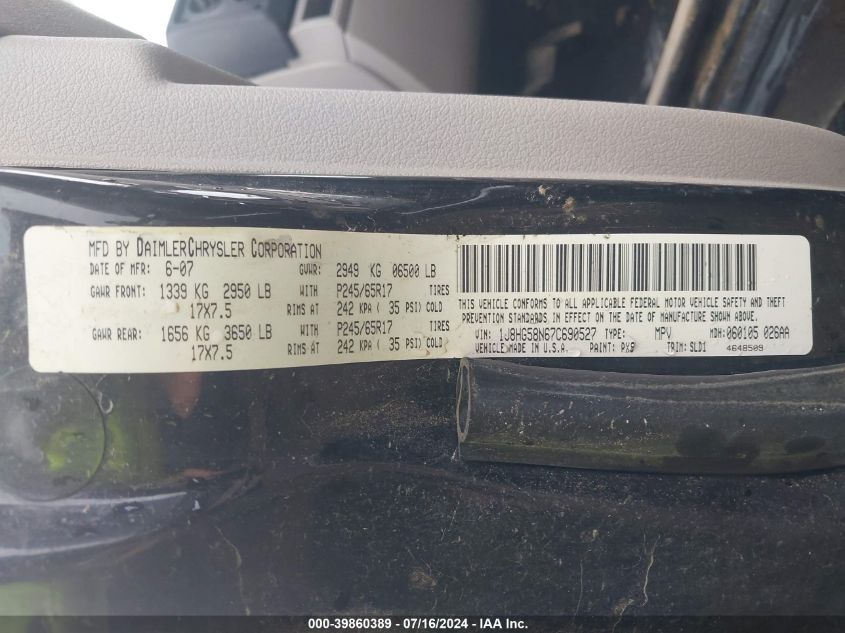 MFD BY DAIMLERCHRYSLER CORPORATION
DATE OF MFR: 6-07 GVWR: 2949 KG 06500 LB
GAWR FRONT: 1339 KG 2950 LB WITH P245/65R17 TIRES
17X7.5 RIMS AT 242 KPA ( 35 PSI) COLD
GAWR REAR: 1656 KG 3650 LB WITH P245/65R17 TIRES
17X7.5 RIMS AT 242 KPA ( 35 PSI) COLD
THIS VEHICLE CONFORMS TO ALL APPLICABLE FEDERAL MOTOR VEHICLE SAFETY AND THEFT
PREVENTION STANDARDS IN EFFECT ON THE DATE OF MANUFACTURE SHOWN ABOVE.
VIN: 1J8HG58N67C690527 TYPE: MPV MDH: 060105 026AA
VEHICLE MADE IN U.S.A. PAINT: PX8 TRIM: SLD1 4648509
000-39860389 - 07/16/2024 - IAA Inc.